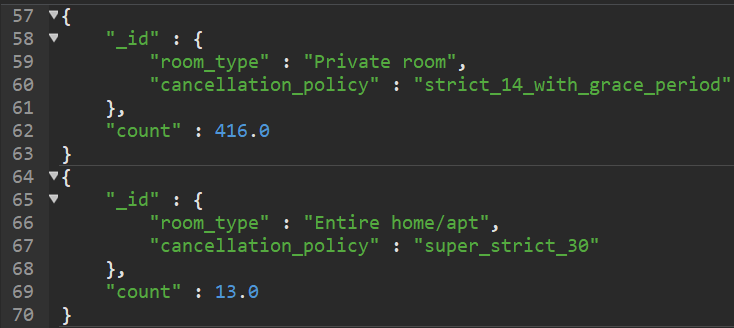 57 {
58 "_id" : {
59 "room_type" : "Private room",
60 "cancellation_policy" : "strict_14_with_grace_period"
61 },
62 "count" : 416.0
63 }
64 {
65 "_id" : {
66 "room_type" : "Entire home/apt",
67 "cancellation_policy" : "super_strict_30"
68 },
69 "count" : 13.0
70 }